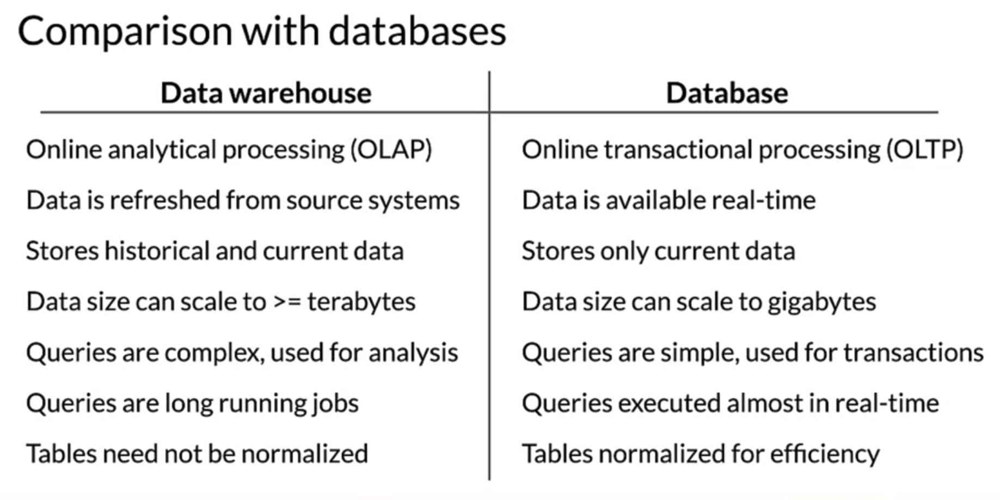 Comparison with databases
Data warehouse
Database
Online analytical processing (OLAP)
Online transactional processing (OLTP)
Data is refreshed from source systems
Data is available real-time
Stores historical and current data
Stores only current data
Data size can scale to >= terabytes
Data size can scale to gigabytes
Queries are complex, used for analysis
Queries are simple, used for transactions
Queries are long running jobs
Queries executed almost in real-time
Tables need not be normalized
Tables normalized for efficiency